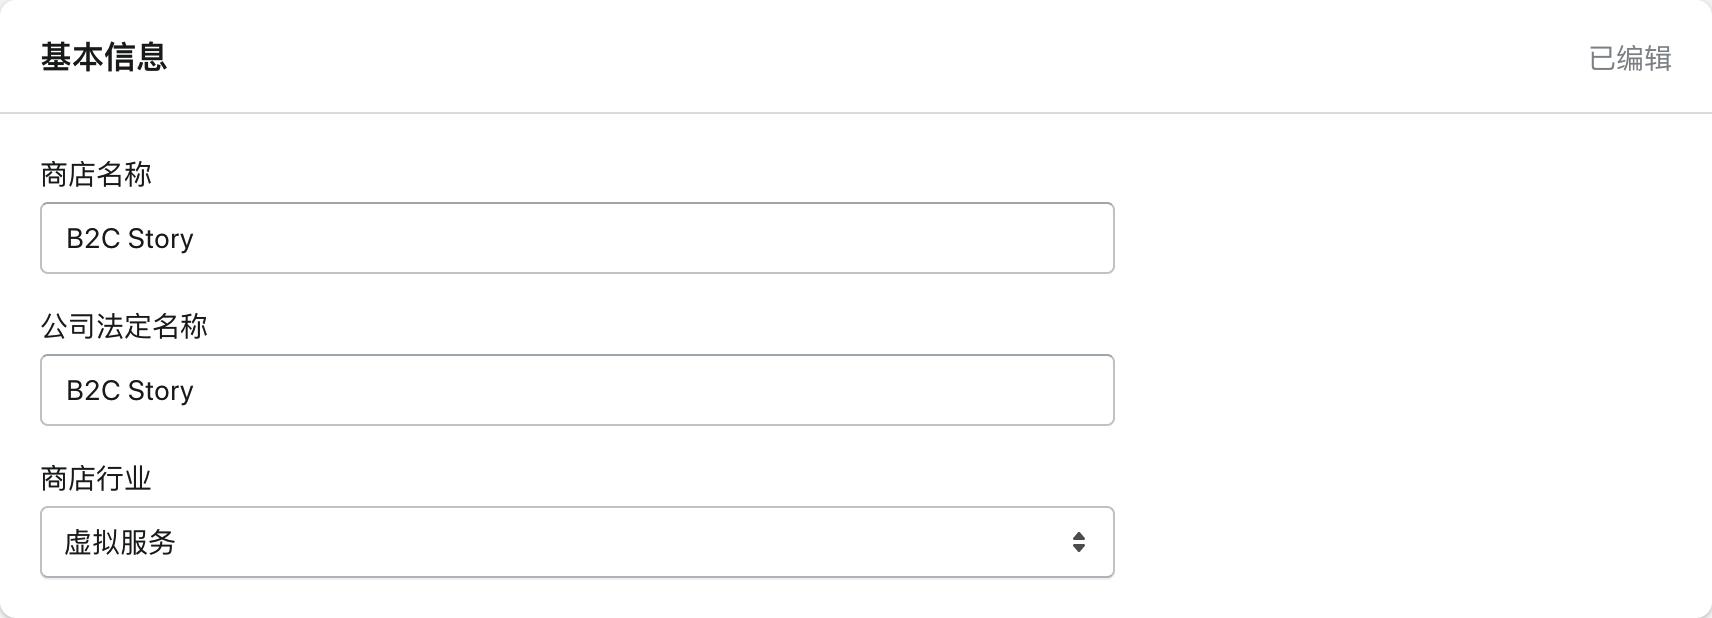 基本信息
已编辑
商店名称
B2C Story
公司法定名称
B2C Story
商店行业
虚拟服务